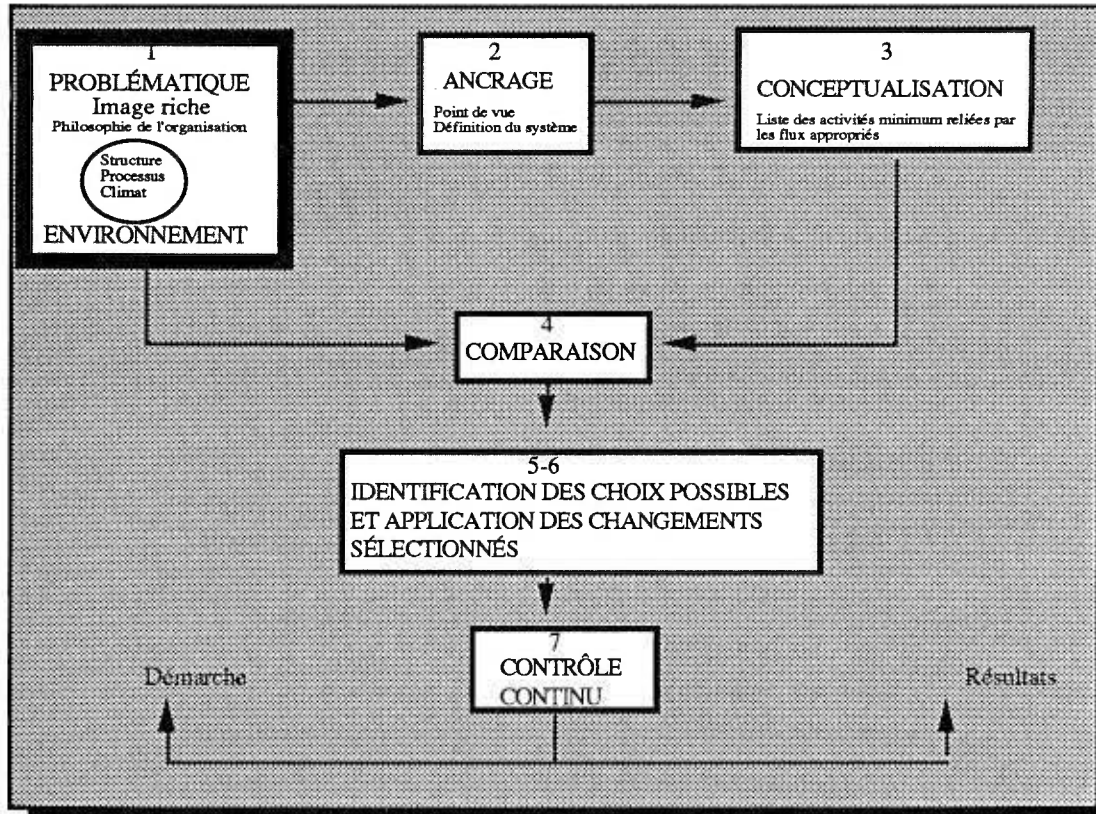 1
PROBLÉMATIQUE
Image riche
Philosophie de l'organisation
Structure
Processus
Climat
ENVIRONNEMENT
2
ANCRAGE
Point de vue
Définition du système
3
CONCEPTUALISATION
Liste des activités minimum reliées par
les flux appropriés
4
COMPARAISON
5-6
IDENTIFICATION DES CHOIX POSSIBLES
ET APPLICATION DES CHANGEMENTS
SÉLECTIONNÉS
7
CONTRÔLE
CONTINU
Démarche
Résultats